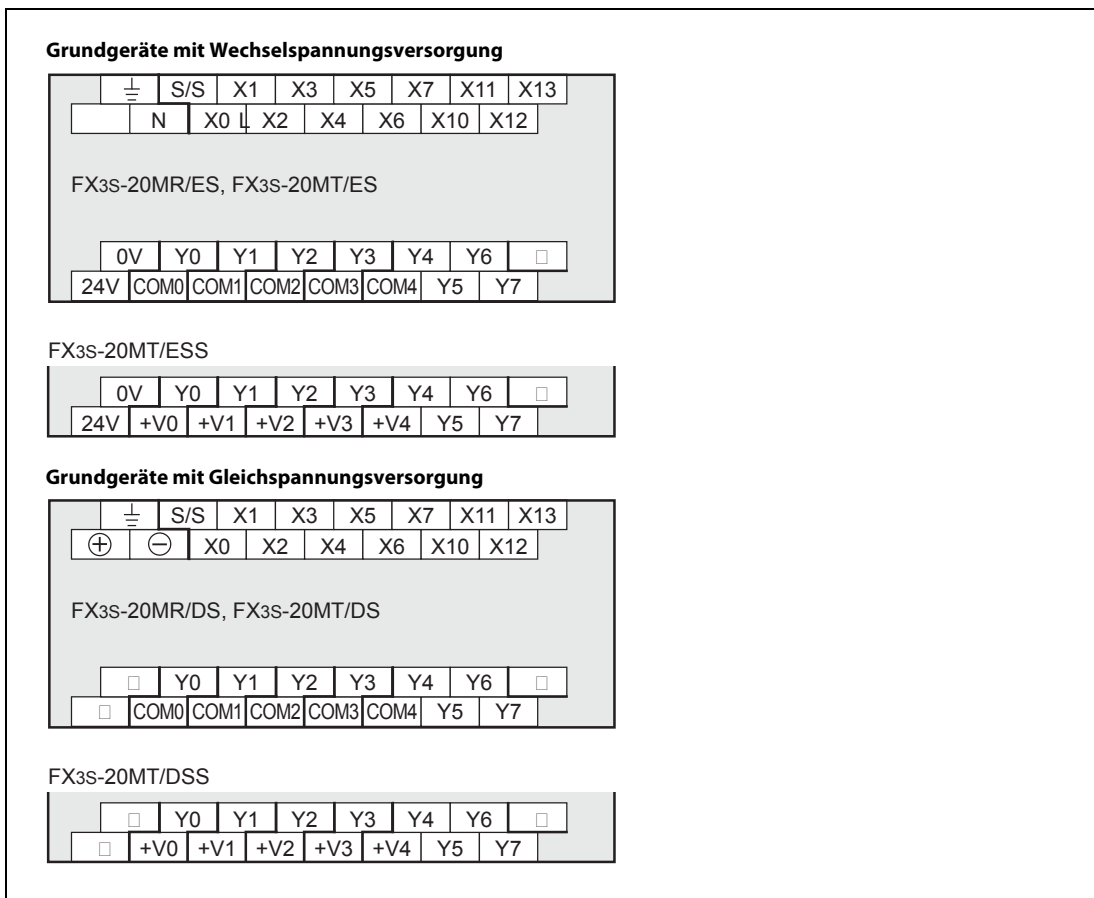 Grundgeräte mit Wechselspannungsversorgung
⏚ S/S X1 X3 X5 X7 X11 X13
N X0 L X2 X4 X6 X10 X12
FX3S-20MR/ES, FX3S-20MT/ES
0V Y0 Y1 Y2 Y3 Y4 Y6 □
24V COM0 COM1 COM2 COM3 COM4 Y5 Y7
FX3S-20MT/ESS
0V Y0 Y1 Y2 Y3 Y4 Y6 □
24V +V0 +V1 +V2 +V3 +V4 Y5 Y7
Grundgeräte mit Gleichspannungsversorgung
⏚ S/S X1 X3 X5 X7 X11 X13
⊕ ⊖ X0 X2 X4 X6 X10 X12
FX3S-20MR/DS, FX3S-20MT/DS
□ Y0 Y1 Y2 Y3 Y4 Y6 □
□ COM0 COM1 COM2 COM3 COM4 Y5 Y7
FX3S-20MT/DSS
□ Y0 Y1 Y2 Y3 Y4 Y6 □
□ +V0 +V1 +V2 +V3 +V4 Y5 Y7